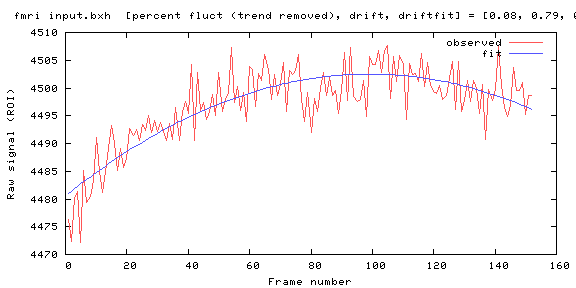 fmri input.bxh [percent fluct (trend removed), drift, driftfit] = [0.08, 0.79, 0
4510
4505
4500
4495
4490
4485
4480
4475
4470
Raw signal (ROI)
observed
fit
0 20 40 60 80 100 120 140 160
Frame number